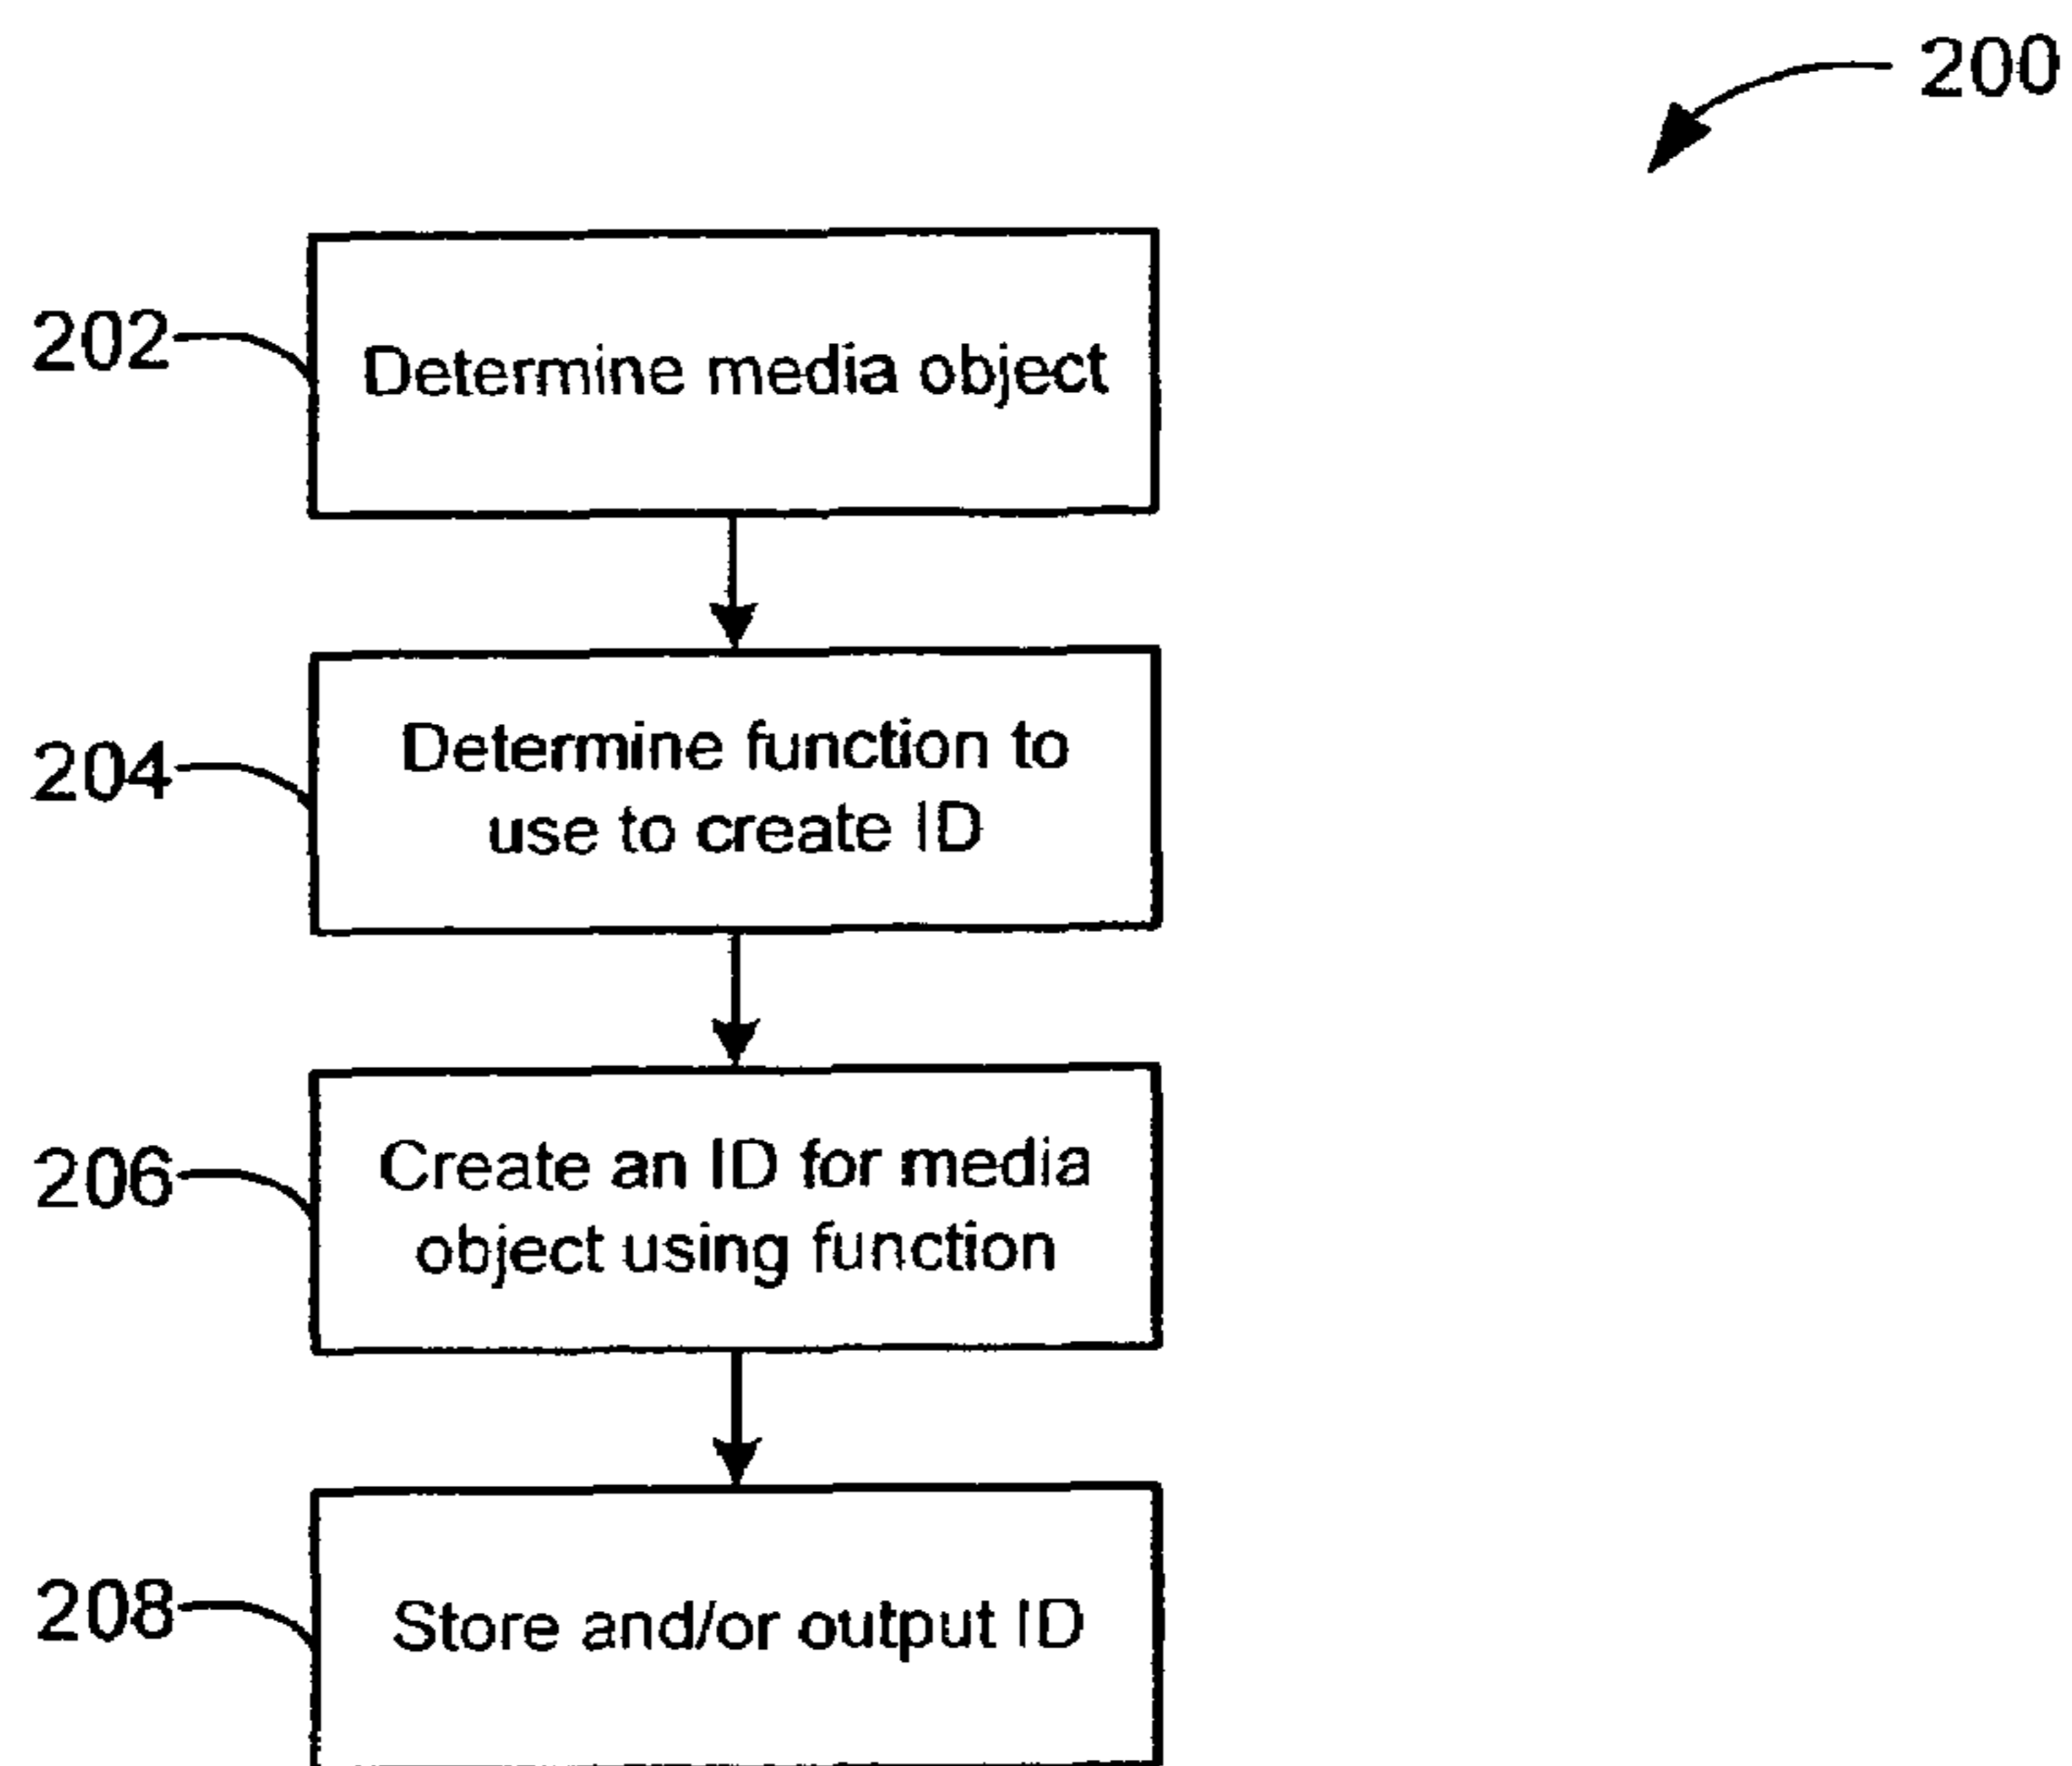 200
202
Determine media object
204
Determine function to
use to create ID
206
Create an ID for media
object using function
208
Store and/or output ID